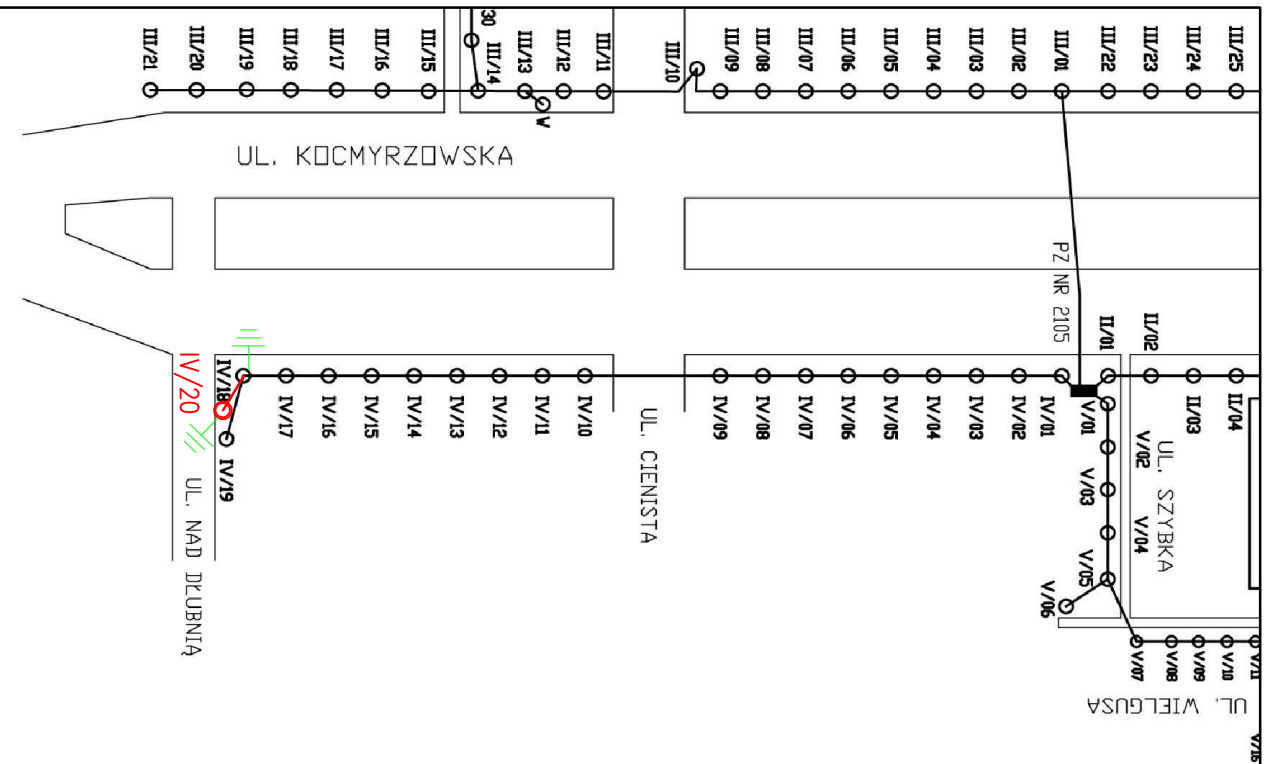 III/21
III/20
III/19
III/18
III/17
III/16
III/15
30
III/14
III/13
III/12
III/11
III/10
III/09
III/08
III/07
III/06
III/05
III/04
III/03
III/02
III/01
III/22
III/23
III/24
III/25
W
UL. KOCMYRZOWSKA
PZ NR 2105
II/01
II/02
II/03
II/04
IV/20
IV/18
IV/19
IV/17
IV/16
IV/15
IV/14
IV/13
IV/12
IV/11
IV/10
IV/09
IV/08
IV/07
IV/06
IV/05
IV/04
IV/03
IV/02
IV/01
V/01
V/02
V/03
V/04
V/05
V/06
V/07
V/08
V/09
V/10
V/11
V/16
UL. SZYBKA
UL. CIENISTA
UL. NAD DŁUBNIĄ
UL. WIELGUSA